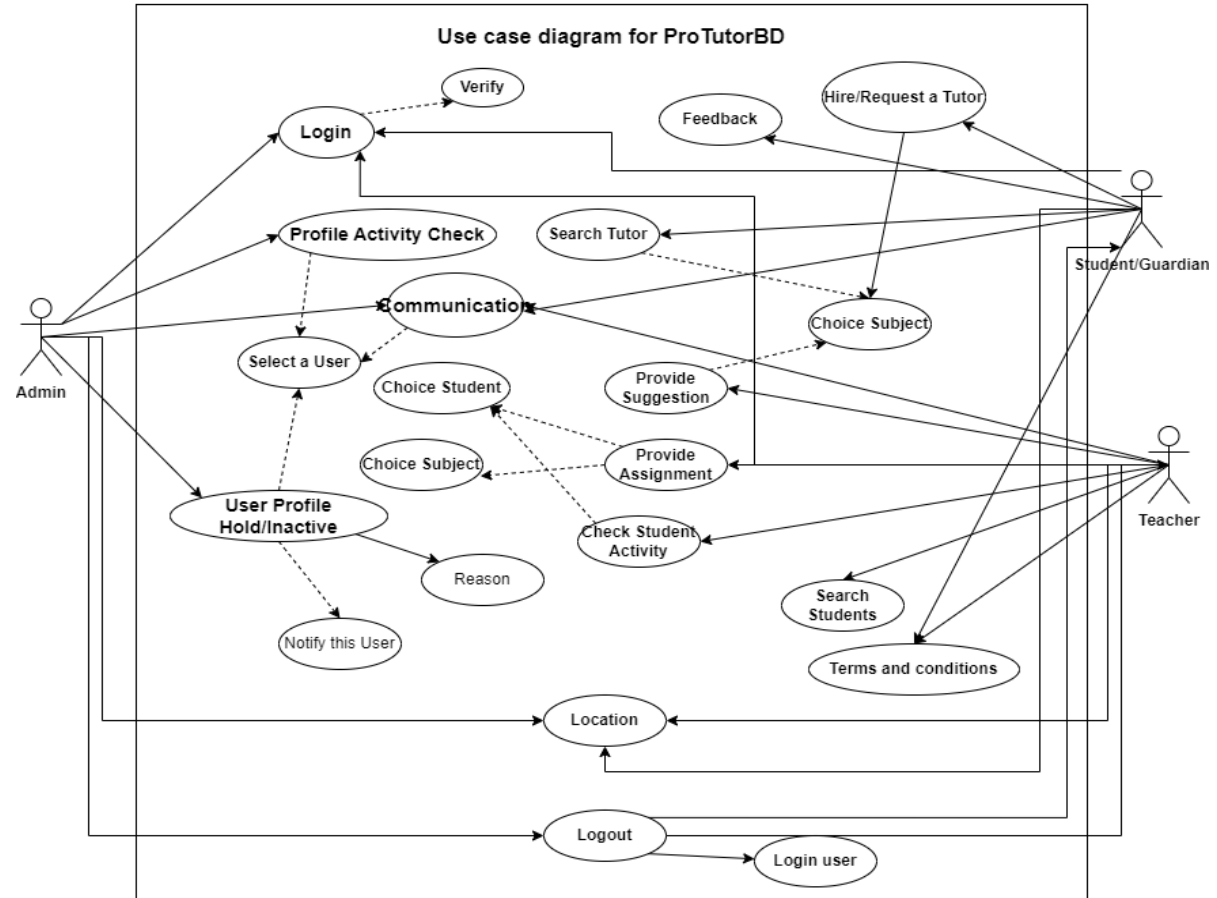 Use case diagram for ProTutorBD
Verify
Hire/Request a Tutor
Feedback
Login
Profile Activity Check
Search Tutor
Student/Guardian
Communication
Choice Subject
Select a User
Admin
Choice Student
Provide
Suggestion
Choice Subject
Provide
Assignment
User Profile
Hold/Inactive
Check Student
Activity
Teacher
Reason
Search
Students
Notify this User
Terms and conditions
Location
Logout
Login user